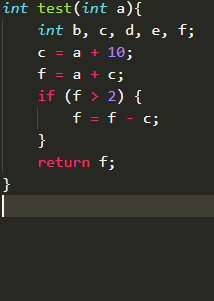 int test(int a){
    int b, c, d, e, f;
    c = a + 10;
    f = a + c;
    if (f > 2) {
        f = f - c;
    }
    return f;
}